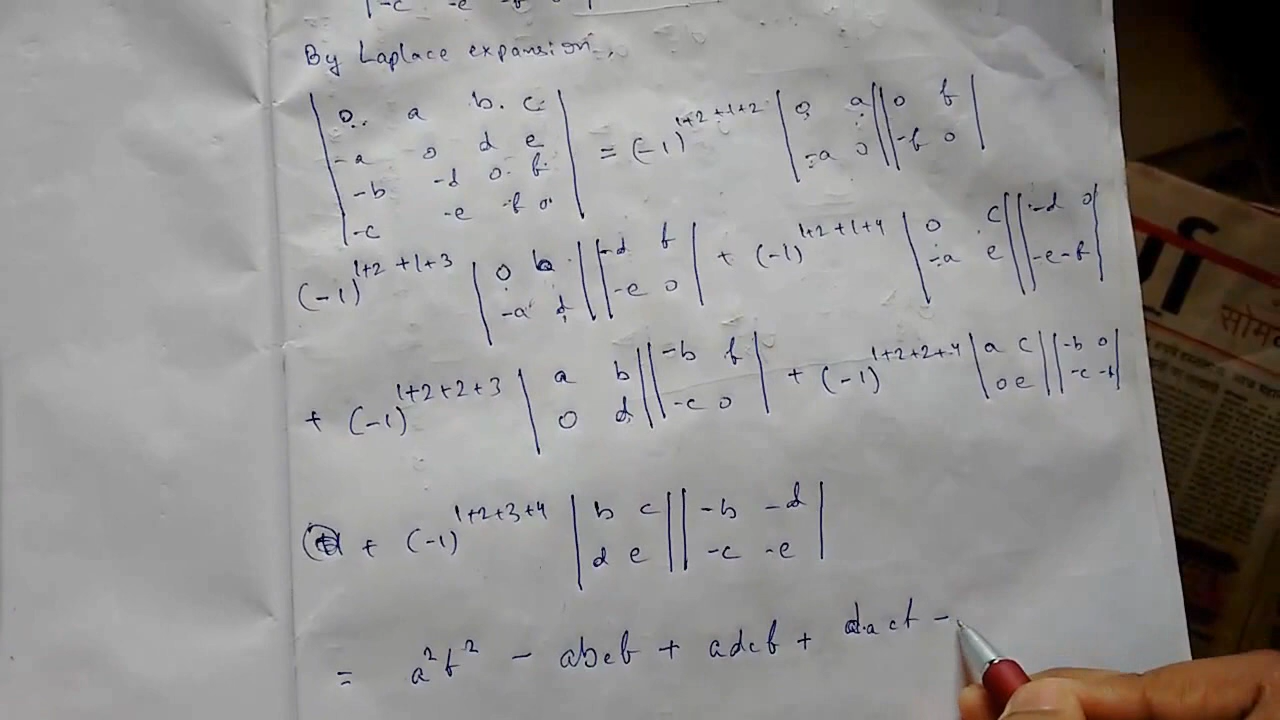 -c -e
By Laplace expansion,
| 0 a b c |
| -a 0 d e |
| -b -d 0 f |
| -c -e -f 0 | = (-1)^{1+2+1+2} | 0 a ; -a 0 | | 0 f ; -f 0 |
(-1)^{1+2+1+3} | 0 b ; -a d | | -d f ; -e 0 | + (-1)^{1+2+1+4} | 0 c ; -a e | | -d 0 ; -e -f |
+ (-1)^{1+2+2+3} | a b ; 0 d | | -b f ; -c 0 | + (-1)^{1+2+2+4} | a c ; 0 e | | -b 0 ; -c -f |
+ (-1)^{1+2+3+4} | b c ; d e | | -b -d ; -c -e |
= a²f² - abef + adcf + dacf -
सोम